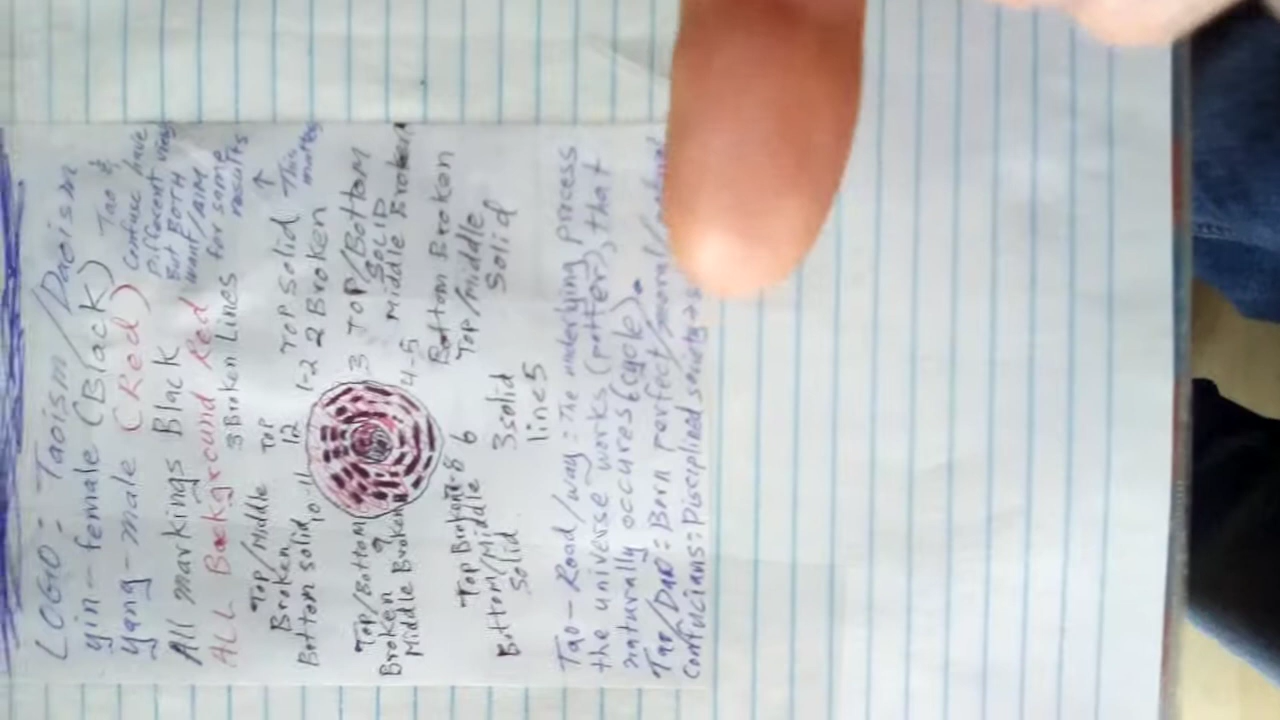 LOGO: Taoism/Daoism
yin-female (Black)
Yang-male (Red)
Tao &
Confusc have
Different ways
But BOTH
want/AIM
for same
results
All markings Black
ALL Background Red
3 Broken Lines
↑
This
Top
12
Top/Middle
Broken
Bottom solid
10-11
Top solid
1-2 2 Broken
3 Top/Bottom
SOLID
4-5 Middle Broken
Top/Bottom
Broken 9
Middle Broken
Bottom Broken
Top/middle
Solid
Top Broken 7-8
Bottom/Middle
Solid
6
3 solid
lines
Tao-Road/way: The underlying process
the universe works (patter), that
naturally occures (cycle).
Tao/Dao: Born perfect/moral/
Confucians: Disciplined society